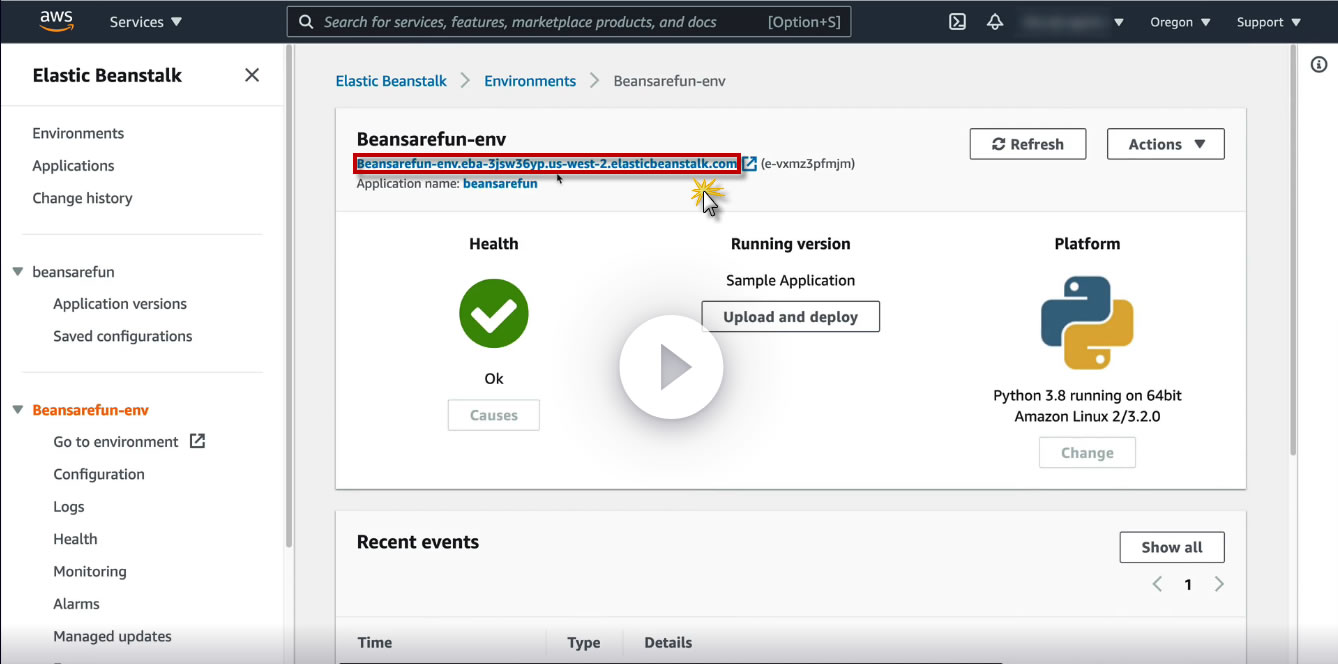 aws
Services
Search for services, features, marketplace products, and docs [Option+S]
Oregon
Support
Elastic Beanstalk
Environments
Applications
Change history
beansarefun
Application versions
Saved configurations
Beansarefun-env
Go to environment
Configuration
Logs
Health
Monitoring
Alarms
Managed updates
Elastic Beanstalk Environments Beansarefun-env
Beansarefun-env
Beansarefun-env.eba-3jsw36yp.us-west-2.elasticbeanstalk.com (e-vxmz3pfmjm)
Application name: beansarefun
Refresh
Actions
Health
Ok
Causes
Running version
Sample Application
Upload and deploy
Platform
Python 3.8 running on 64bit
Amazon Linux 2/3.2.0
Change
Recent events
Show all
1
Time Type Details